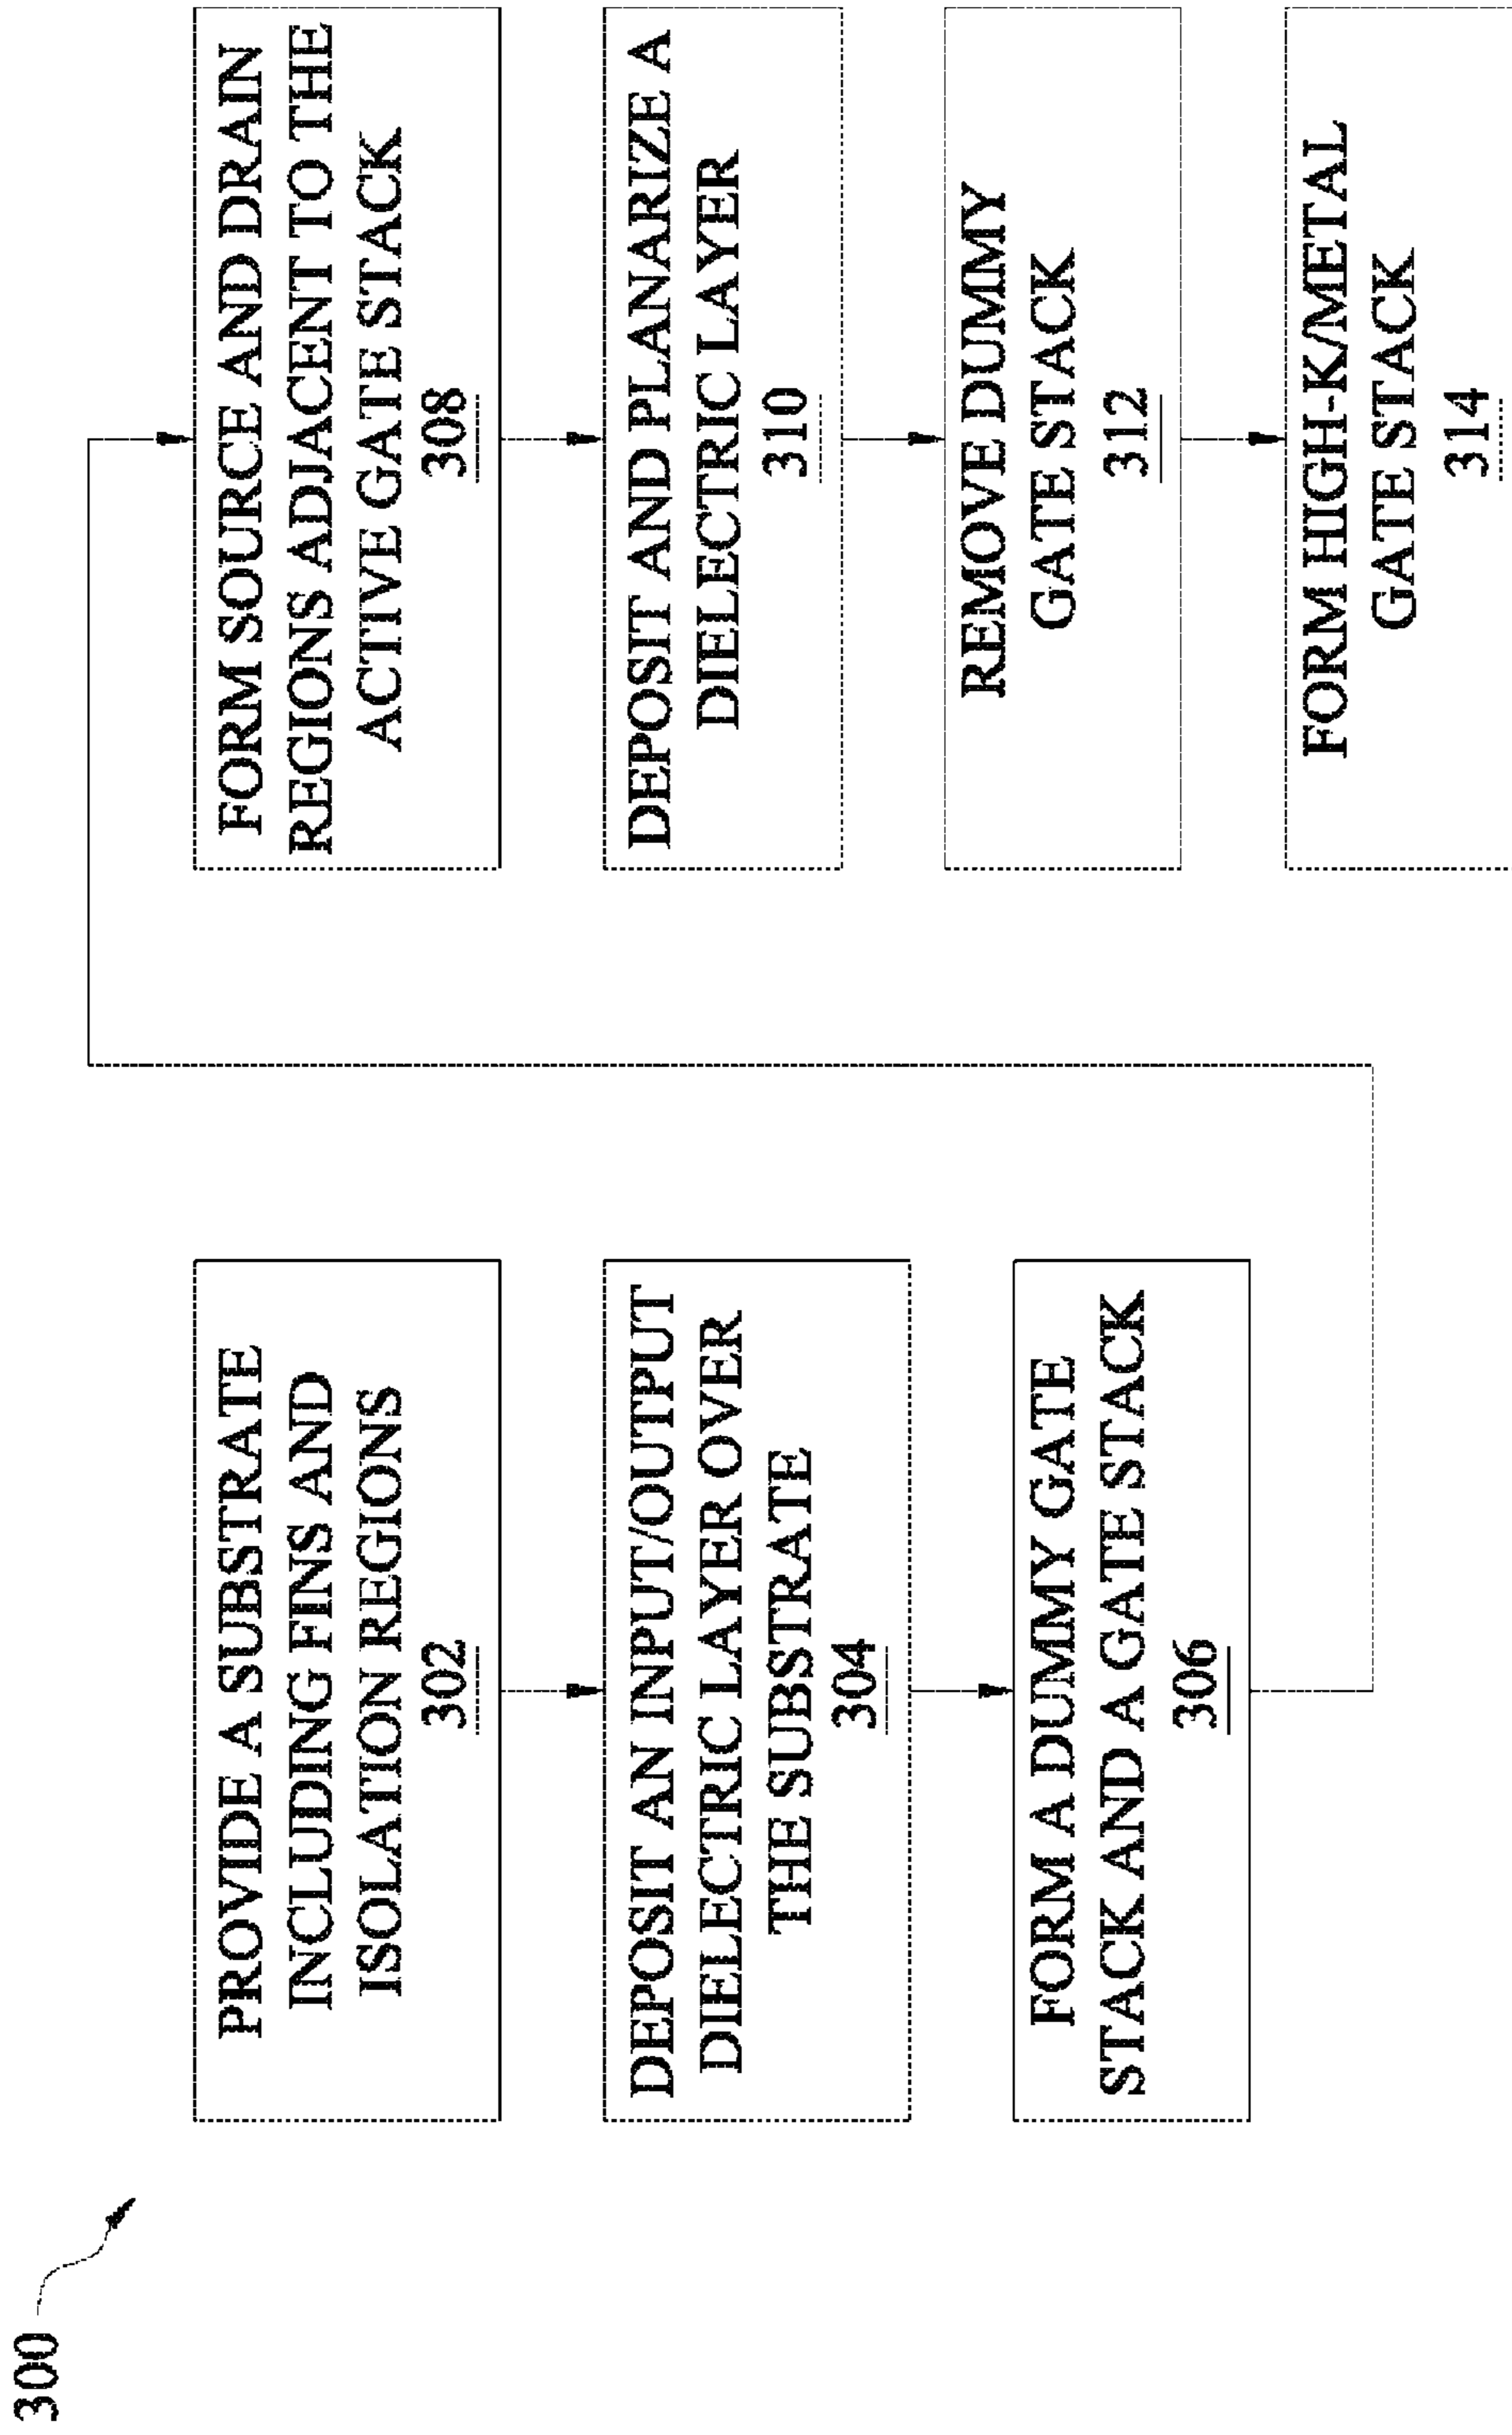 300
PROVIDE A SUBSTRATE
INCLUDING FINS AND
ISOLATION REGIONS
302
DEPOSIT AN INPUT/OUTPUT
DIELECTRIC LAYER OVER
THE SUBSTRATE
304
FORM A DUMMY GATE
STACK AND A GATE STACK
306
FORM SOURCE AND DRAIN
REGIONS ADJACENT TO THE
ACTIVE GATE STACK
308
DEPOSIT AND PLANARIZE A
DIELECTRIC LAYER
310
REMOVE DUMMY
GATE STACK
312
FORM HIGH-K/METAL
GATE STACK
314